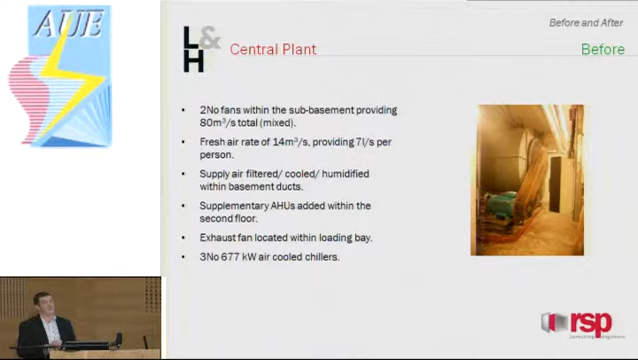 AUE
L&H
Before and After
Central Plant
Before
2No fans within the sub-basement providing
80m³/s total (mixed).
Fresh air rate of 14m³/s, providing 7l/s per
person.
Supply air filtered/ cooled/ humidified
within basement ducts.
Supplementary AHUs added within the
second floor.
Exhaust fan located within loading bay.
3No 677 kW air cooled chillers.
rsp